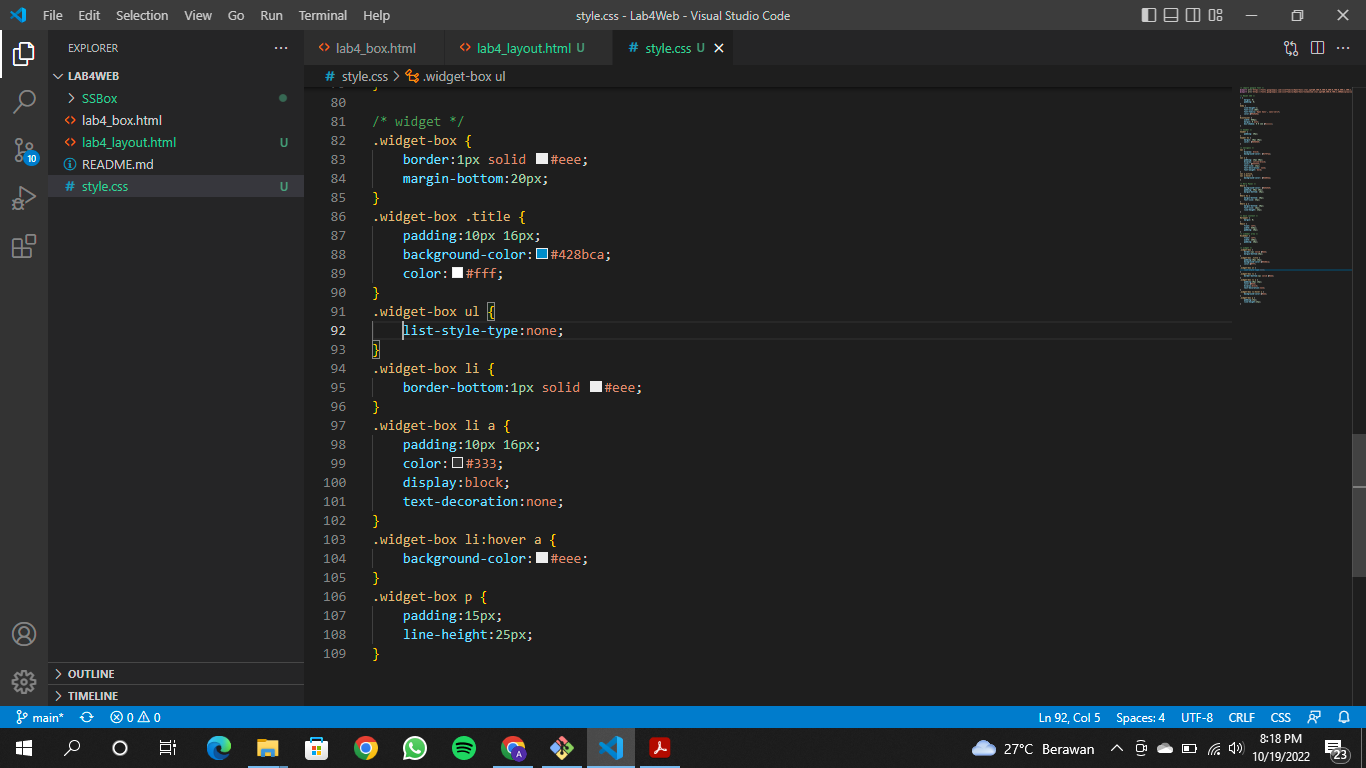 File Edit Selection View Go Run Terminal Help
style.css - Lab4Web - Visual Studio Code
EXPLORER
LAB4WEB
SSBox
lab4_box.html
lab4_layout.html U
README.md
style.css U
OUTLINE
TIMELINE
10
lab4_box.html
lab4_layout.html U
style.css U
style.css > .widget-box ul
80
81 /* widget */
82 .widget-box {
83 border:1px solid #eee;
84 margin-bottom:20px;
85 }
86 .widget-box .title {
87 padding:10px 16px;
88 background-color:#428bca;
89 color:#fff;
90 }
91 .widget-box ul {
92 list-style-type:none;
93 }
94 .widget-box li {
95 border-bottom:1px solid #eee;
96 }
97 .widget-box li a {
98 padding:10px 16px;
99 color:#333;
100 display:block;
101 text-decoration:none;
102 }
103 .widget-box li:hover a {
104 background-color:#eee;
105 }
106 .widget-box p {
107 padding:15px;
108 line-height:25px;
109 }
main* 0 0
Ln 92, Col 5 Spaces: 4 UTF-8 CRLF CSS
A
27°C Berawan
8:18 PM
10/19/2022
23